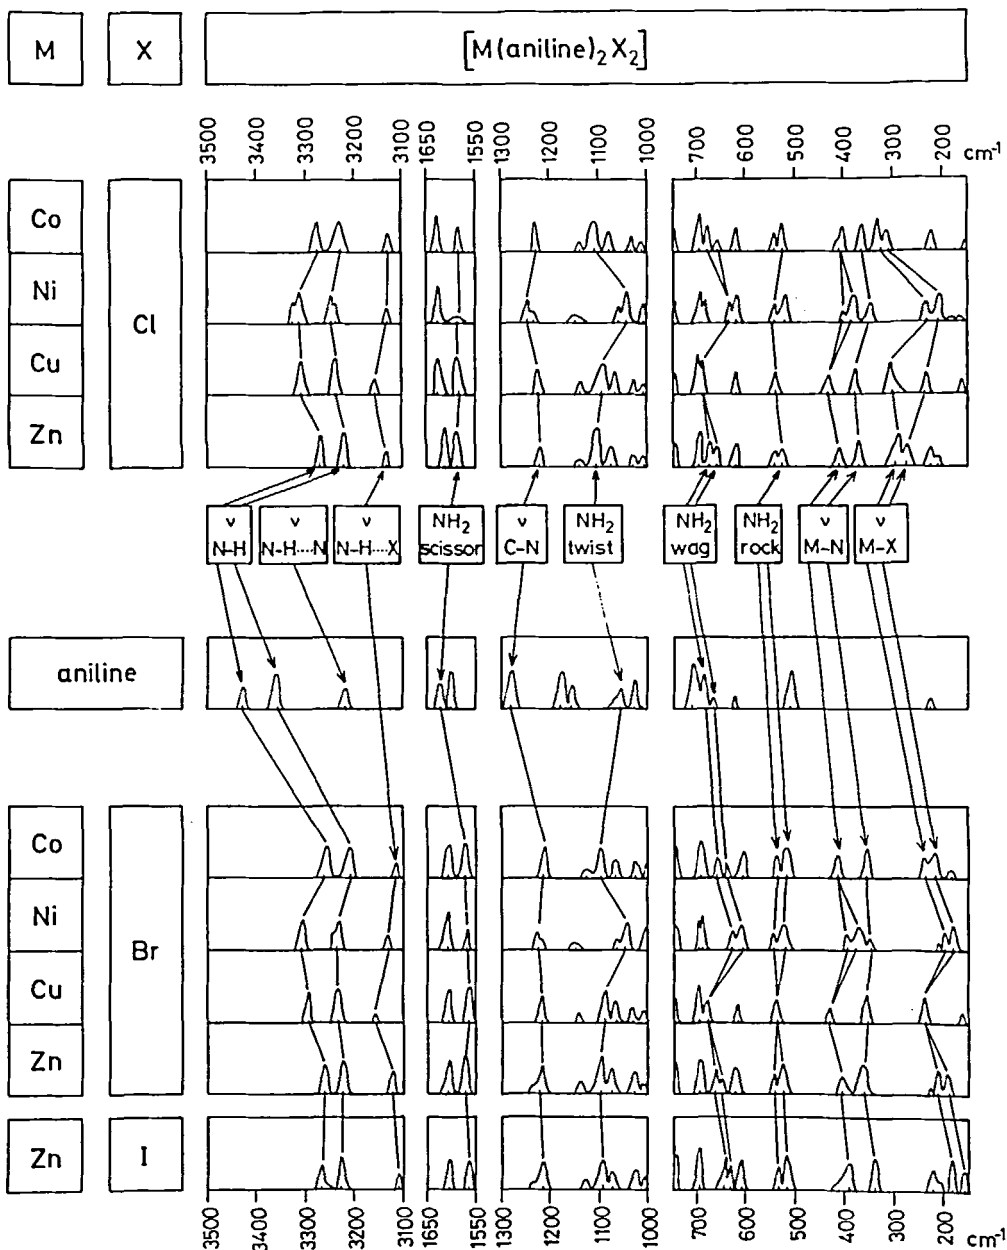 M X [M(aniline)₂X₂]
3500 3400 3300 3200 3100 1650 1550 1300 1200 1100 1000 700 600 500 400 300 200 cm⁻¹
Co
Ni
Cl
Cu
Zn
ν N-H
ν N-H····N
ν N-H····X
NH₂ scissor
ν C-N
NH₂ twist
NH₂ wag
NH₂ rock
ν M-N
ν M-X
aniline
Co
Ni
Br
Cu
Zn
Zn I
3500 3400 3300 3200 3100 1650 1550 1300 1200 1100 1000 700 600 500 400 300 200 cm⁻¹